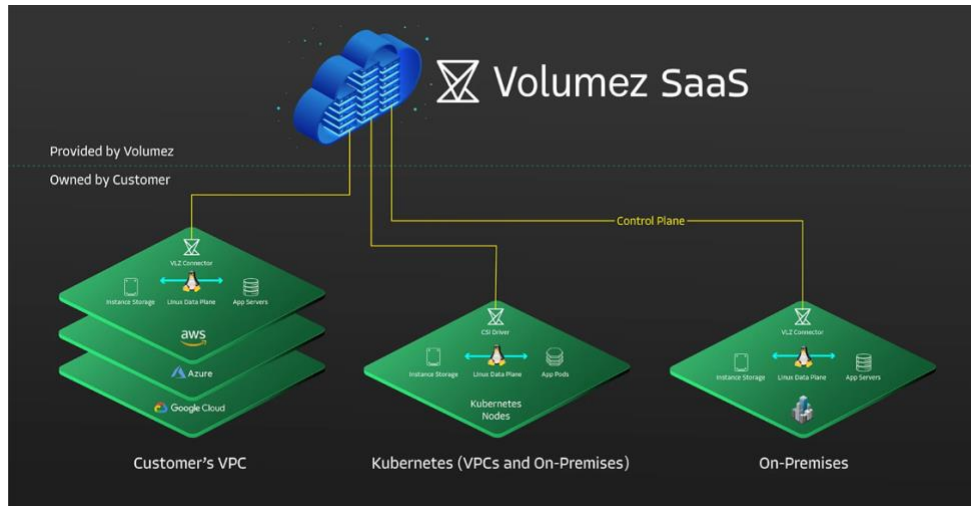 Volumez SaaS
Provided by Volumez
Owned by Customer
Control Plane
VLZ Connector
Instance Storage
Linux Data Plane
App Servers
aws
Azure
Google Cloud
Customer's VPC
CSI Driver
Instance Storage
Linux Data Plane
App Pods
Kubernetes
Nodes
Kubernetes (VPCs and On-Premises)
VLZ Connector
Instance Storage
Linux Data Plane
App Servers
On-Premises